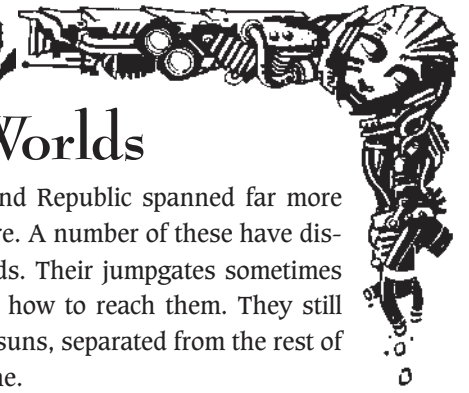 Worlds
nd Republic spanned far more
re. A number of these have dis-
ds. Their jumpgates sometimes
how to reach them. They still
suns, separated from the rest of
ne.